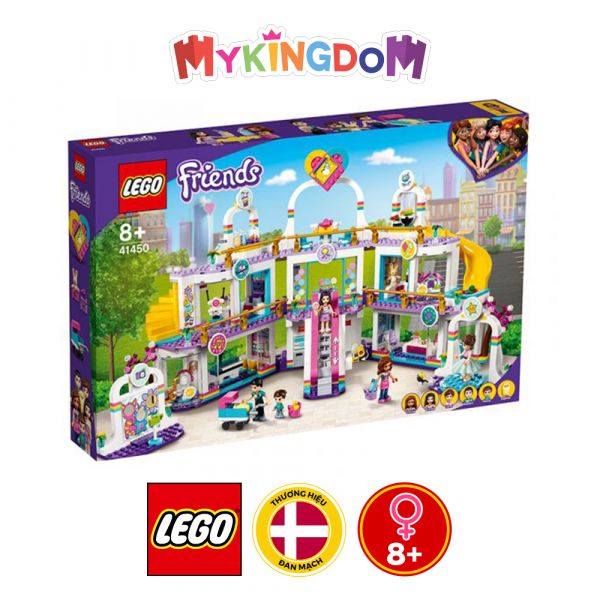 MYKINGDOM
LEGO
Friends
8+
41450
LEGO
THƯƠNG HIỆU
ĐAN MẠCH
8+